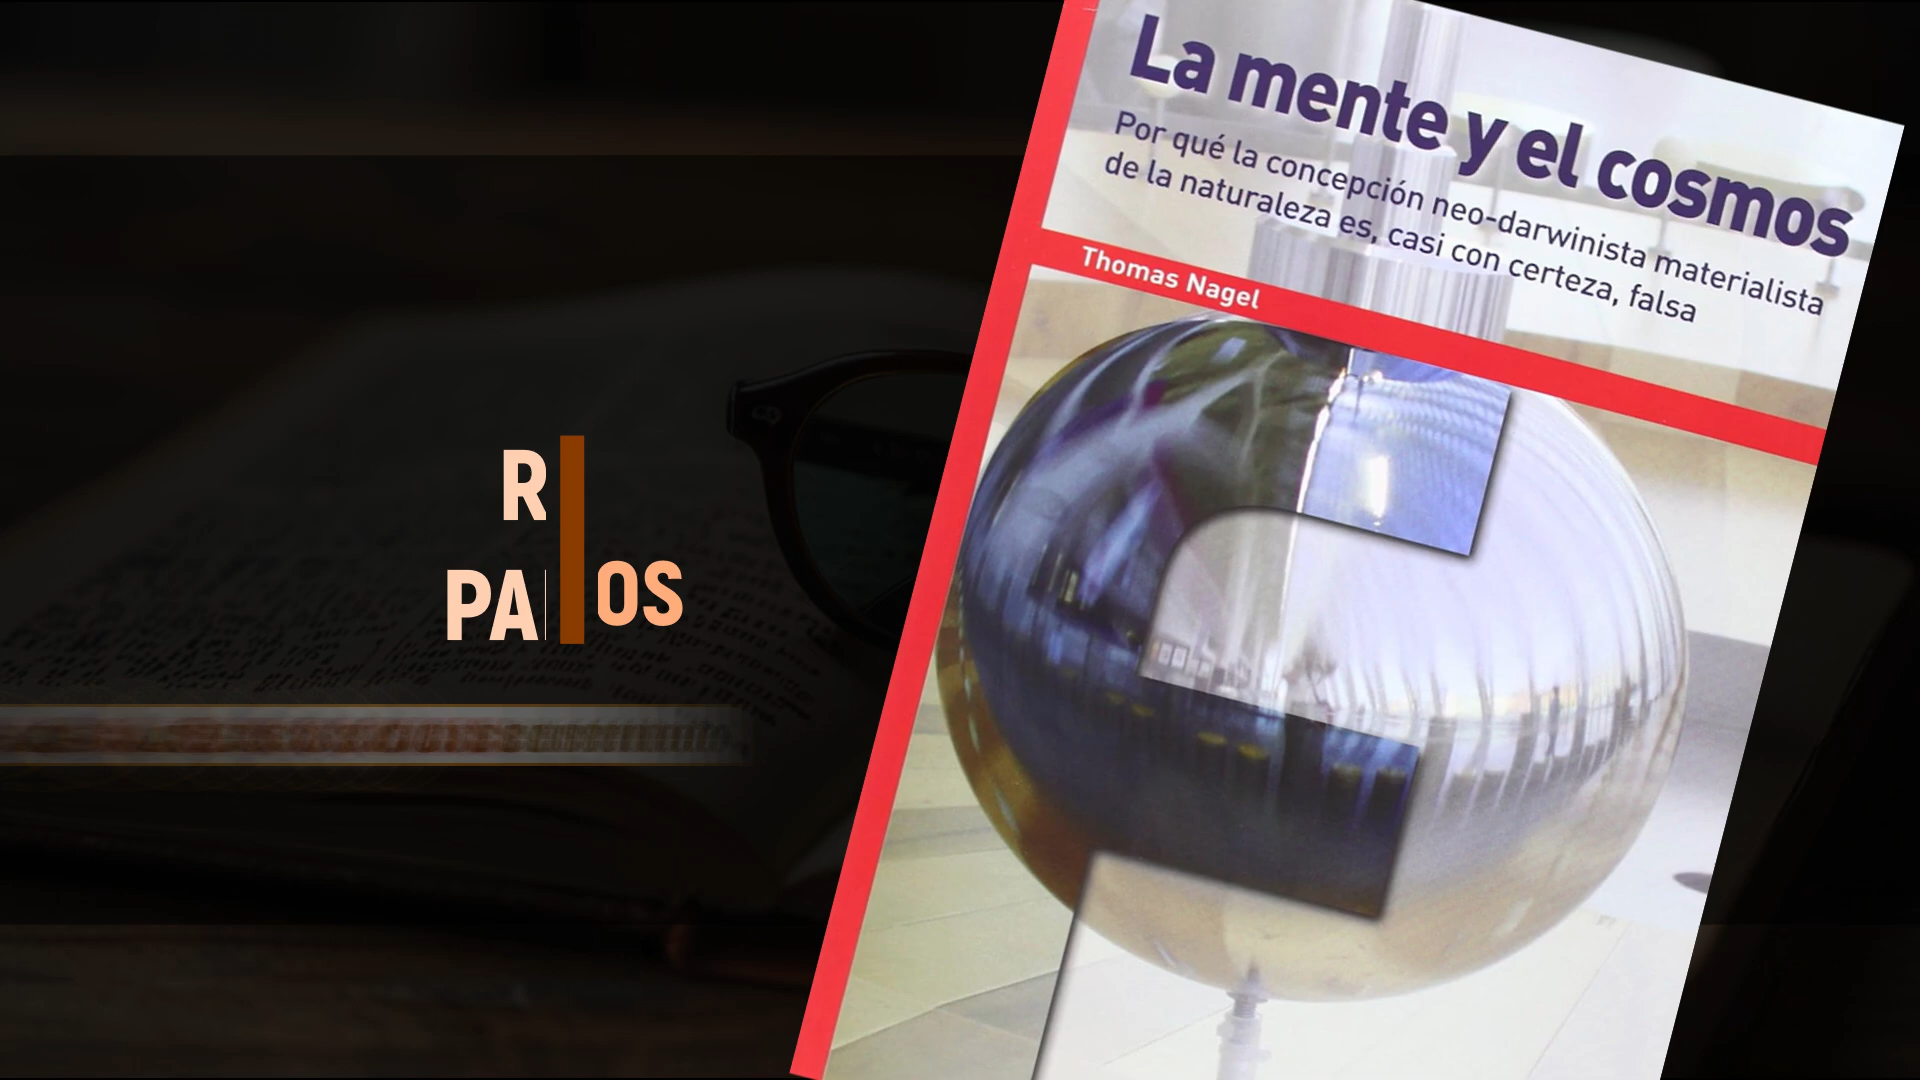 La mente y el cosmos
Por qué la concepción neo-darwinista materialista
de la naturaleza es, casi con certeza, falsa
Thomas Nagel
R
PA
OS